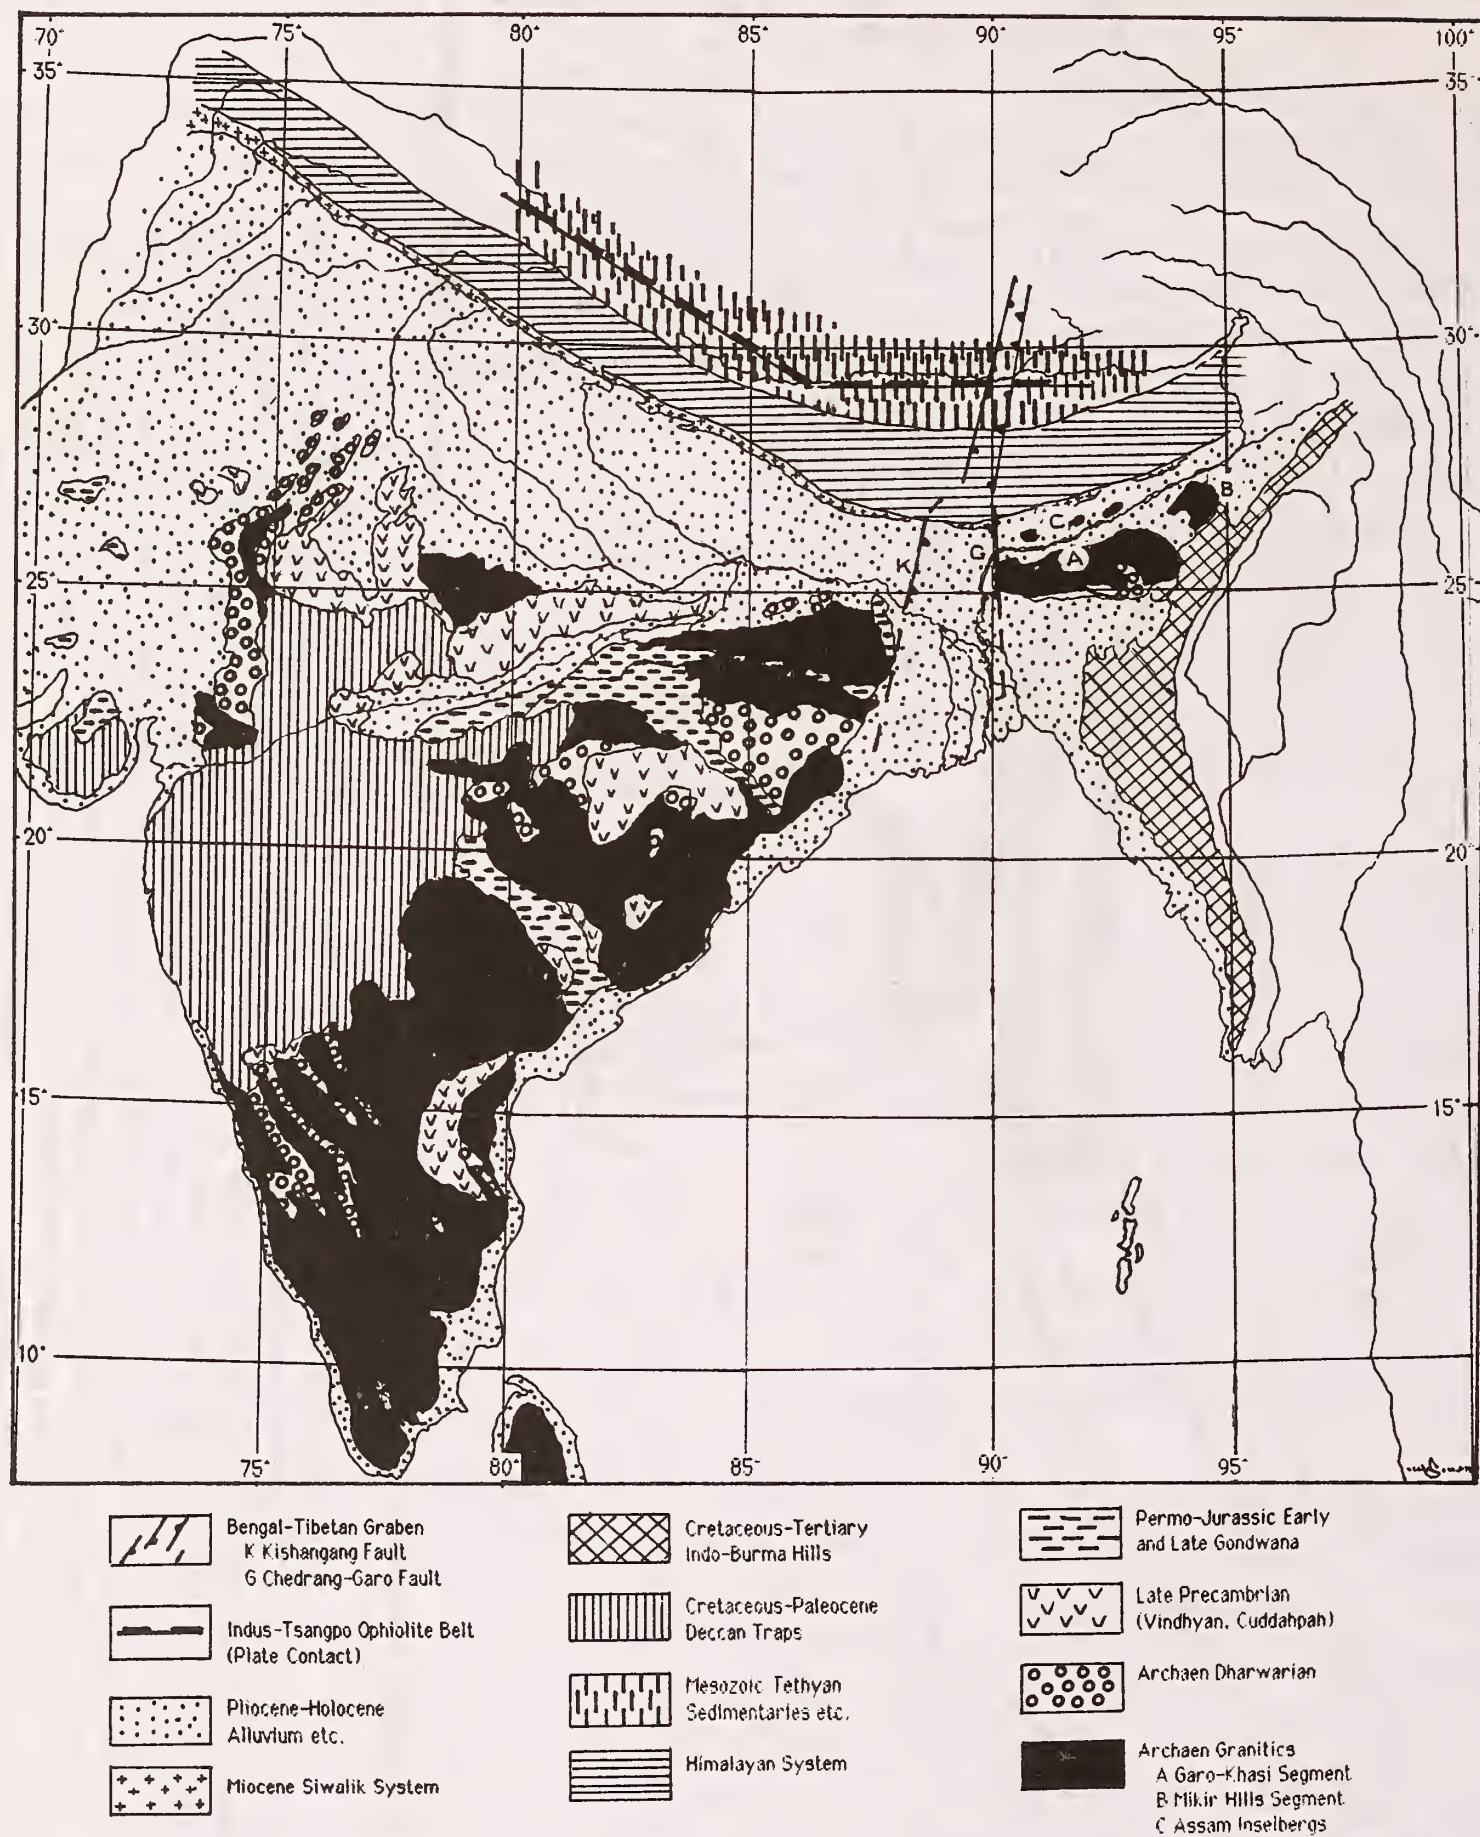 70° 75° 80° 85° 90° 95° 100°
35° 35°
30° 30°
B
C
G A
K
25° 25°
20° 20°
15° 15°
10°
75° 80° 85° 90° 95°
Bengal-Tibetan Graben
K Kishangang Fault
G Chedrang-Garo Fault
Indus-Tsangpo Ophiolite Belt
(Plate Contact)
Pliocene-Holocene
Alluvium etc.
Miocene Siwalik System
Cretaceous-Tertiary
Indo-Burma Hills
Cretaceous-Paleocene
Deccan Traps
Mesozoic Tethyan
Sedimentaries etc.
Himalayan System
Permo-Jurassic Early
and Late Gondwana
Late Precambrian
(Vindhyan, Cuddahpah)
Archaen Dharwarian
Archaen Granitics
A Garo-Khasi Segment
B Mikir Hills Segment
C Assam Inselbergs